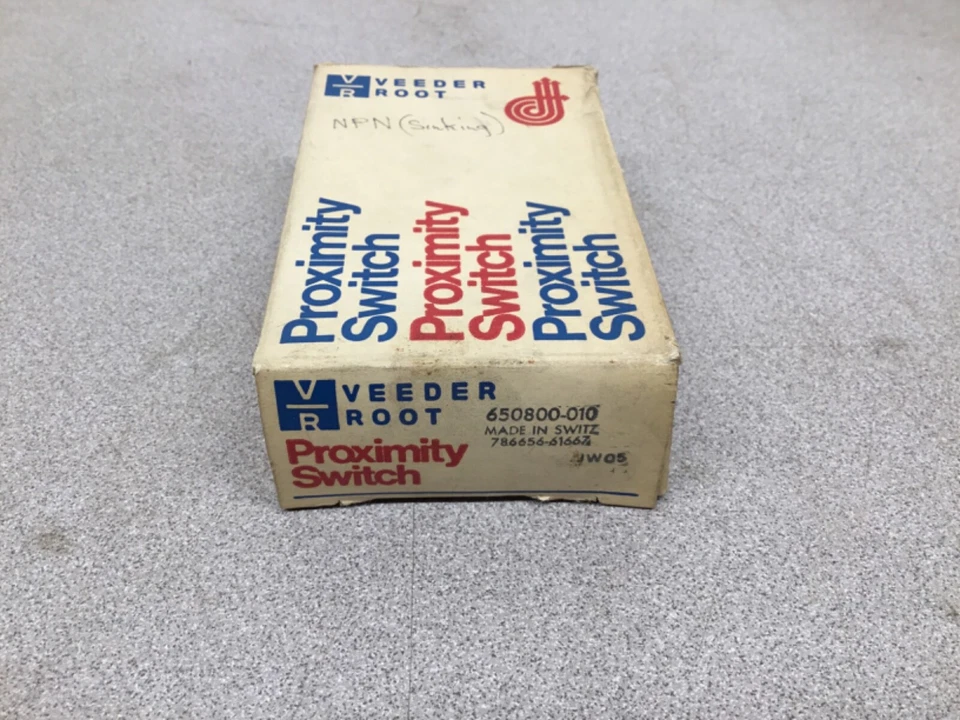 V
R
VEEDER
ROOT
NPN (Sinking)
Proximity
Switch
Proximity
Switch
Proximity
Switch
V
R
VEEDER
ROOT
Proximity
Switch
650800-010
MADE IN SWITZ
786656-61667
JW05